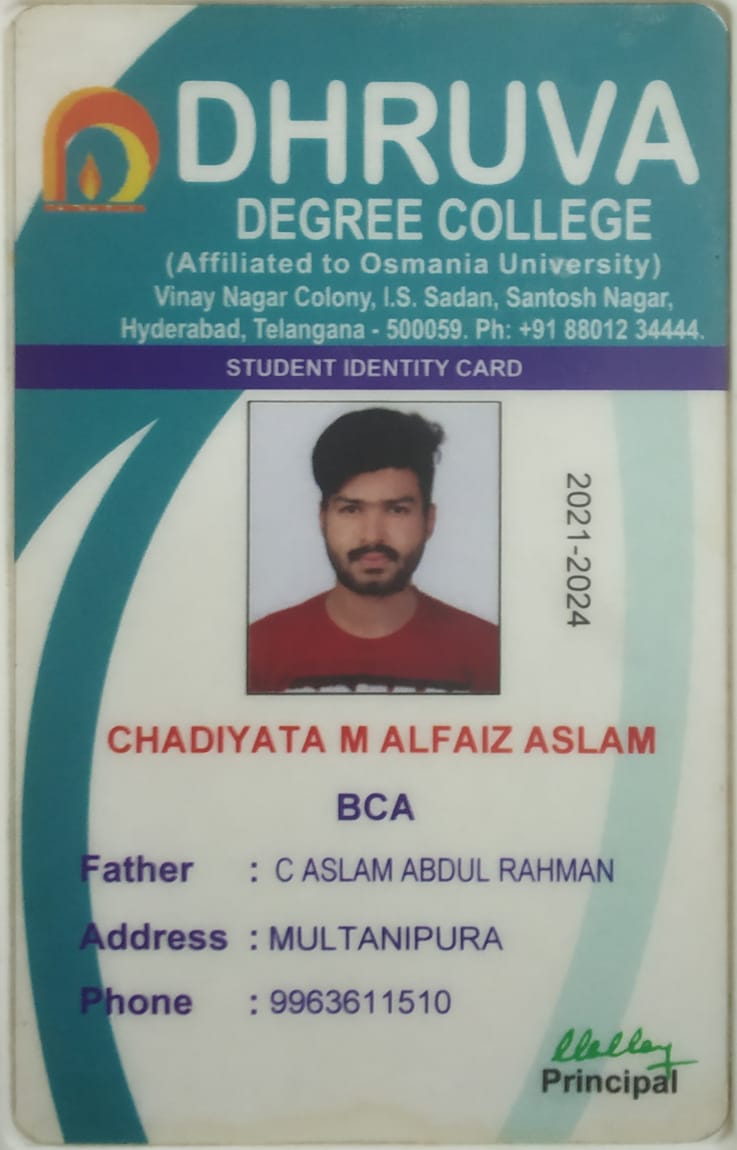 DHRUVA
DEGREE COLLEGE
(Affiliated to Osmania University)
Vinay Nagar Colony, I.S. Sadan, Santosh Nagar,
Hyderabad, Telangana - 500059. Ph: +91 88012 34444.
STUDENT IDENTITY CARD
2021-2024
CHADIYATA M ALFAIZ ASLAM
BCA
Father : C ASLAM ABDUL RAHMAN
Address : MULTANIPURA
Phone : 9963611510
Principal